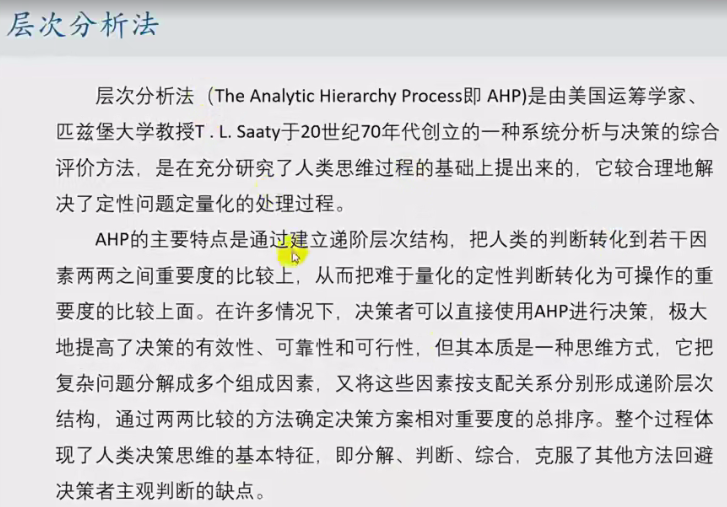 层次分析法
层次分析法（The Analytic Hierarchy Process即 AHP)是由美国运筹学家、
匹兹堡大学教授T . L. Saaty于20世纪70年代创立的一种系统分析与决策的综合
评价方法，是在充分研究了人类思维过程的基础上提出来的，它较合理地解
决了定性问题定量化的处理过程。
AHP的主要特点是通过建立递阶层次结构，把人类的判断转化到若干因
素两两之间重要度的比较上，从而把难于量化的定性判断转化为可操作的重
要度的比较上面。在许多情况下，决策者可以直接使用AHP进行决策，极大
地提高了决策的有效性、可靠性和可行性，但其本质是一种思维方式，它把
复杂问题分解成多个组成因素，又将这些因素按支配关系分别形成递阶层次
结构，通过两两比较的方法确定决策方案相对重要度的总排序。整个过程体
现了人类决策思维的基本特征，即分解、判断、综合，克服了其他方法回避
决策者主观判断的缺点。